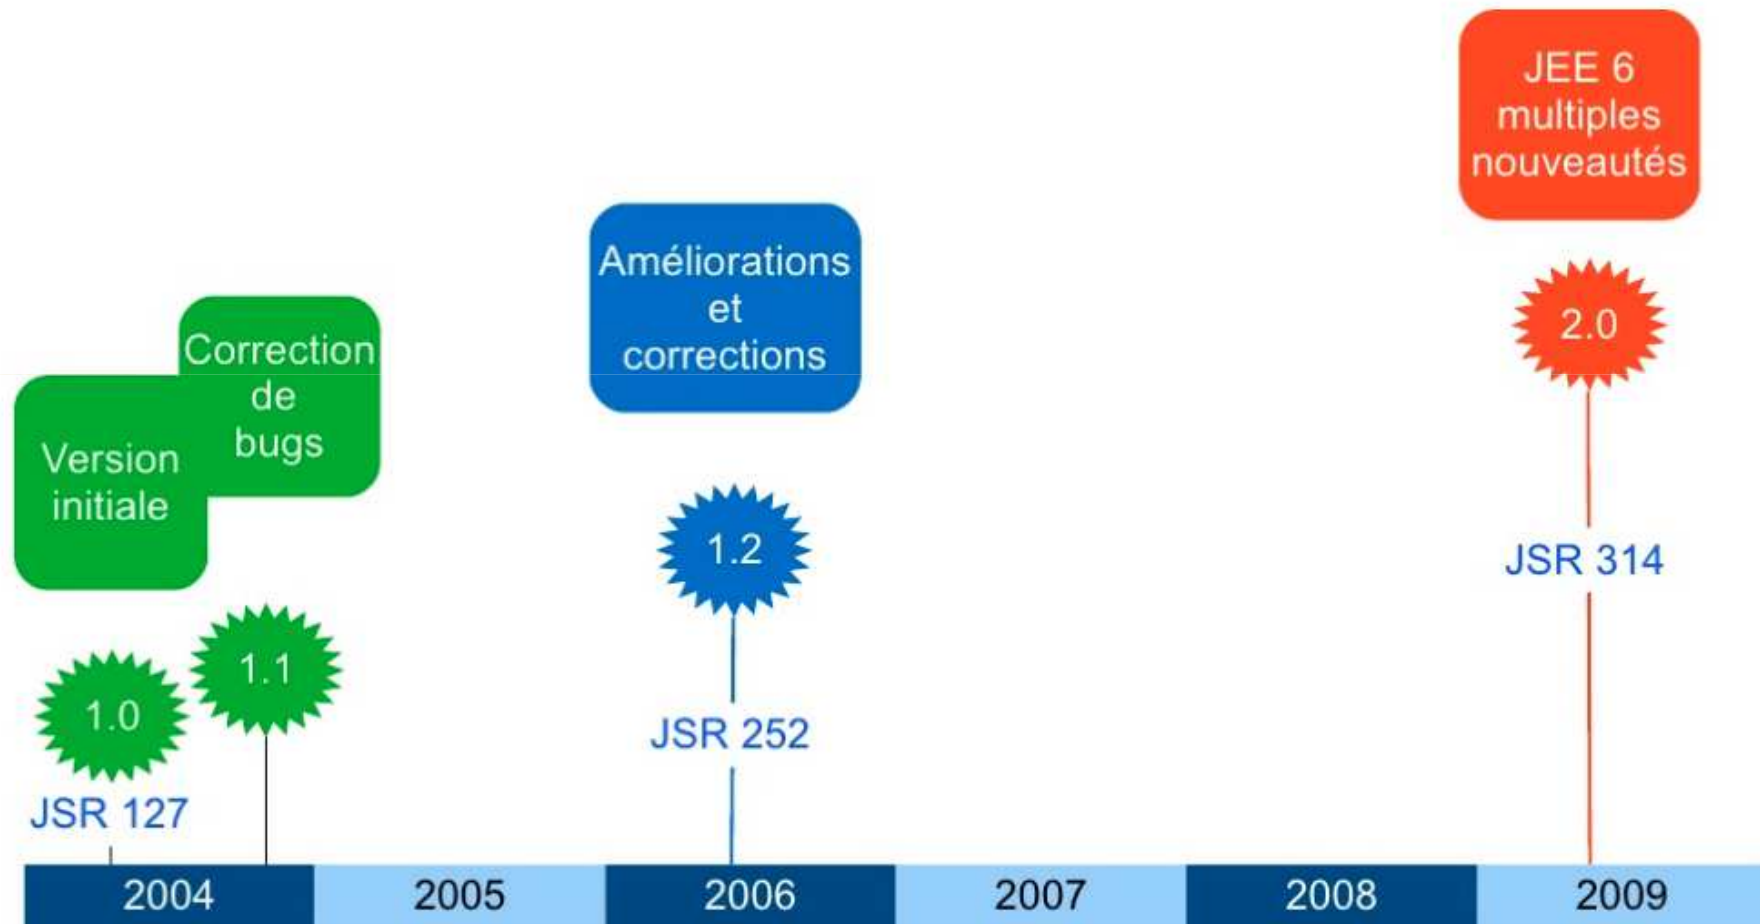 JEE 6
multiples
nouveautés
2.0
JSR 314
Améliorations
et
corrections
1.2
JSR 252
Correction
de
bugs
1.1
Version
initiale
1.0
JSR 127
2004
2005
2006
2007
2008
2009